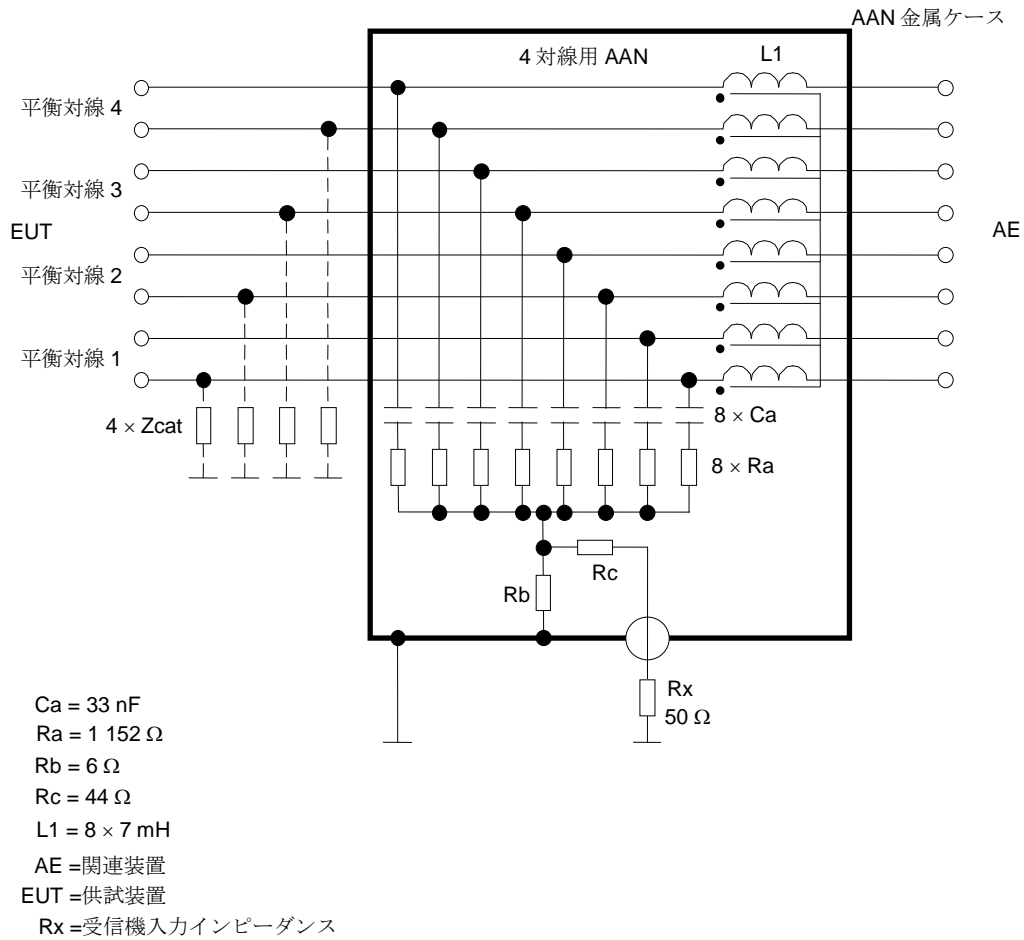 AAN 金属ケース
4 対線用 AAN
L1
平衡対線 4
平衡対線 3
EUT
AE
平衡対線 2
平衡対線 1
4 × Zcat
8 × Ca
8 × Ra
Rc
Rb
Rx
50 Ω
Ca = 33 nF
Ra = 1 152 Ω
Rb = 6 Ω
Rc = 44 Ω
L1 = 8 × 7 mH
AE =関連装置
EUT =供試装置
Rx =受信機入力インピーダンス